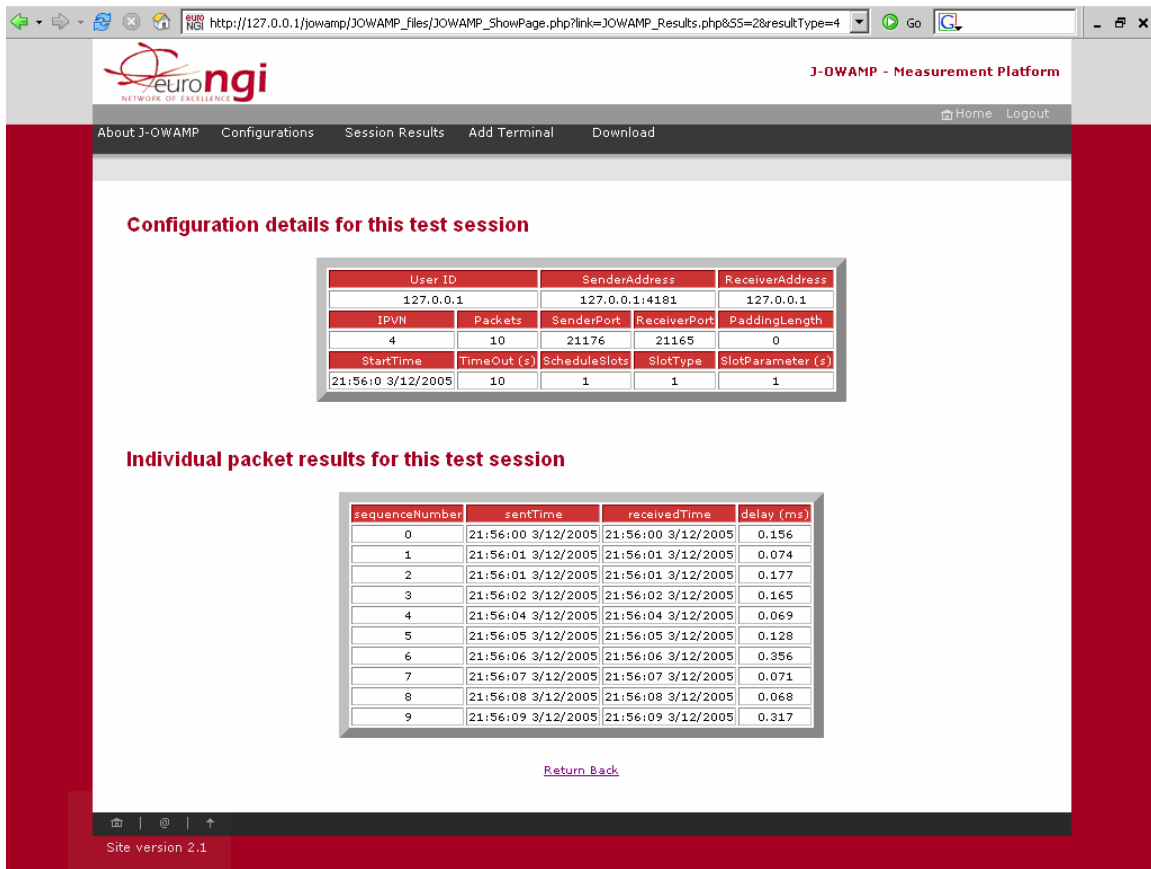 euro NGI http://127.0.0.1/jowamp/JOWAMP_files/JOWAMP_ShowPage.php?link=JOWAMP_Results.php&SS=2&resultType=4 Go G
eurongi
NETWORK OF EXCELLENCE
J-OWAMP - Measurement Platform
Home Logout
About J-OWAMP Configurations Session Results Add Terminal Download
Configuration details for this test session
User ID SenderAddress ReceiverAddress
127.0.0.1 127.0.0.1:4181 127.0.0.1
IPVN Packets SenderPort ReceiverPort PaddingLength
4 10 21176 21165 0
StartTime TimeOut (s) ScheduleSlots SlotType SlotParameter (s)
21:56:0 3/12/2005 10 1 1 1
Individual packet results for this test session
sequenceNumber sentTime receivedTime delay (ms)
0 21:56:00 3/12/2005 21:56:00 3/12/2005 0.156
1 21:56:01 3/12/2005 21:56:01 3/12/2005 0.074
2 21:56:01 3/12/2005 21:56:01 3/12/2005 0.177
3 21:56:02 3/12/2005 21:56:02 3/12/2005 0.165
4 21:56:04 3/12/2005 21:56:04 3/12/2005 0.069
5 21:56:05 3/12/2005 21:56:05 3/12/2005 0.128
6 21:56:06 3/12/2005 21:56:06 3/12/2005 0.356
7 21:56:07 3/12/2005 21:56:07 3/12/2005 0.071
8 21:56:08 3/12/2005 21:56:08 3/12/2005 0.068
9 21:56:09 3/12/2005 21:56:09 3/12/2005 0.317
Return Back
| @ |
Site version 2.1